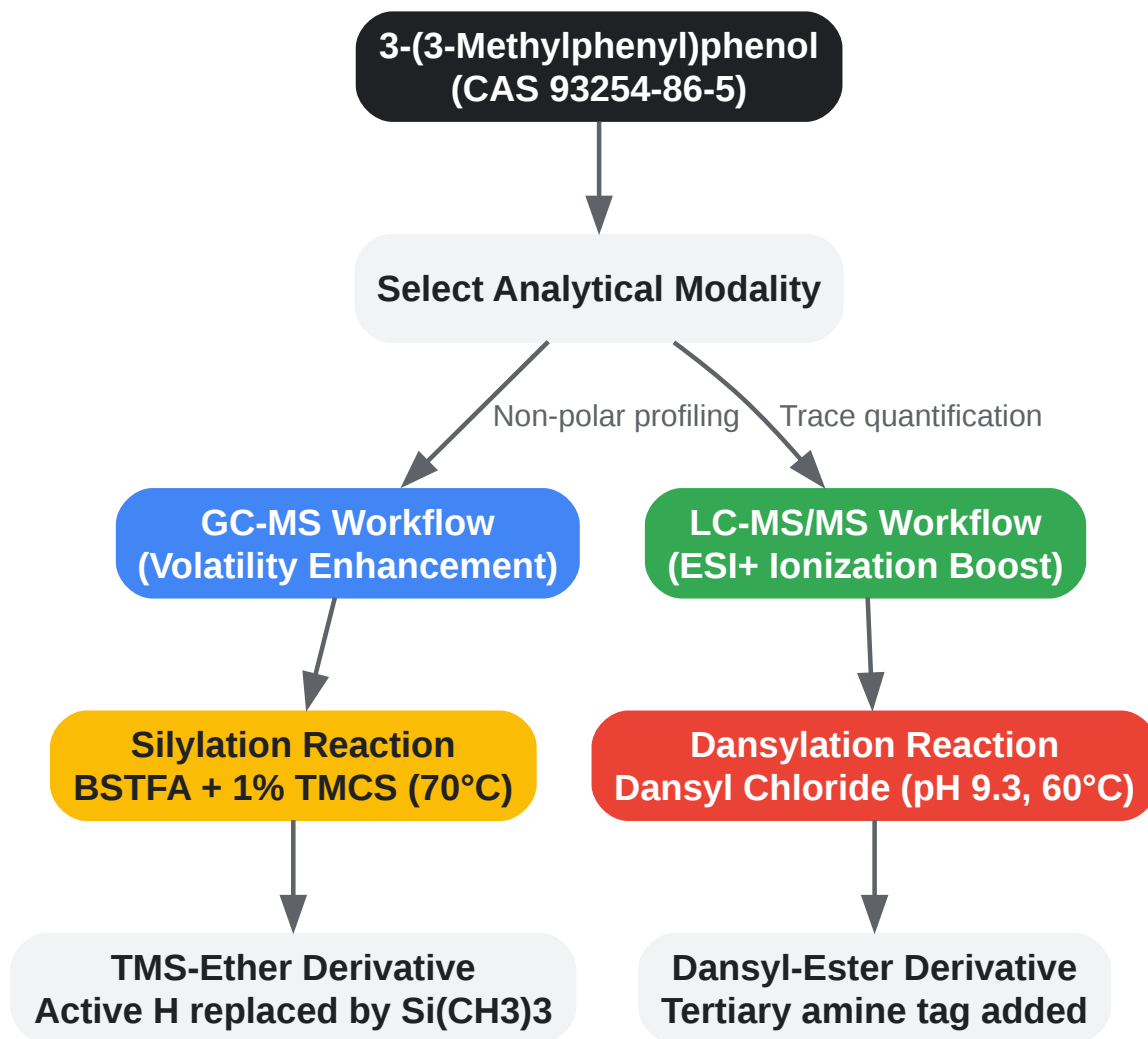 3-(3-Methylphenyl)phenol
(CAS 93254-86-5)
Select Analytical Modality
Non-polar profiling
Trace quantification
GC-MS Workflow
(Volatility Enhancement)
LC-MS/MS Workflow
(ESI+ Ionization Boost)
Silylation Reaction
BSTFA + 1% TMCS (70°C)
Dansylation Reaction
Dansyl Chloride (pH 9.3, 60°C)
TMS-Ether Derivative
Active H replaced by Si(CH3)3
Dansyl-Ester Derivative
Tertiary amine tag added